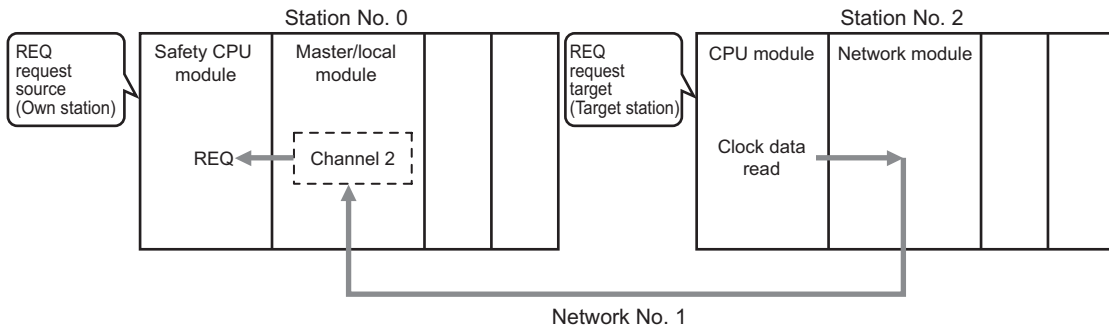 Station No. 0
Station No. 2
REQ
request
source
(Own station)
Safety CPU
module
Master/local
module
REQ
request
target
(Target station)
CPU module
Network module
REQ
Channel 2
Clock data
read
Network No. 1